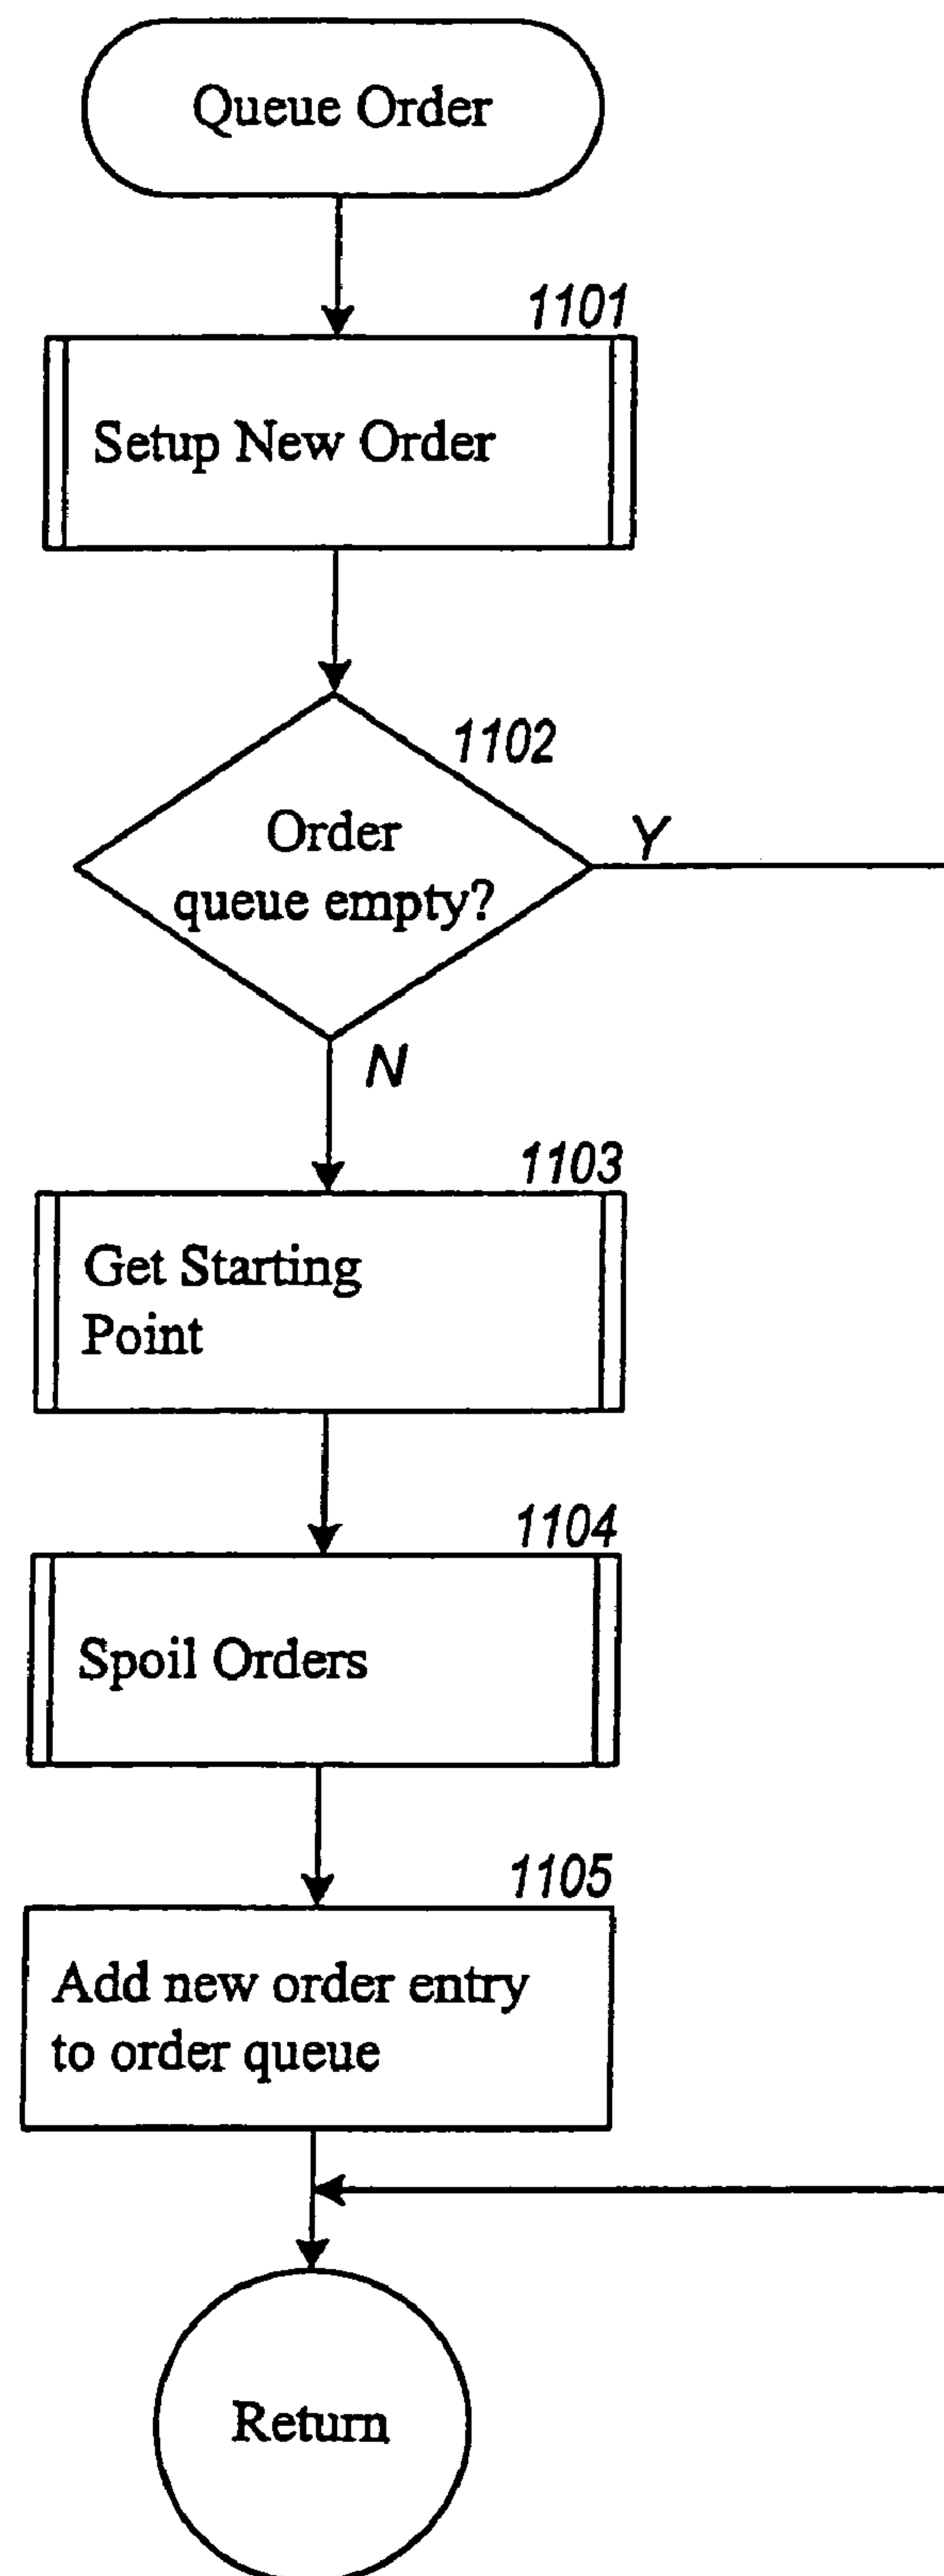 Queue Order
1101
Setup New Order
1102
Order
queue empty?
Y
N
1103
Get Starting
Point
1104
Spoil Orders
1105
Add new order entry
to order queue
Return